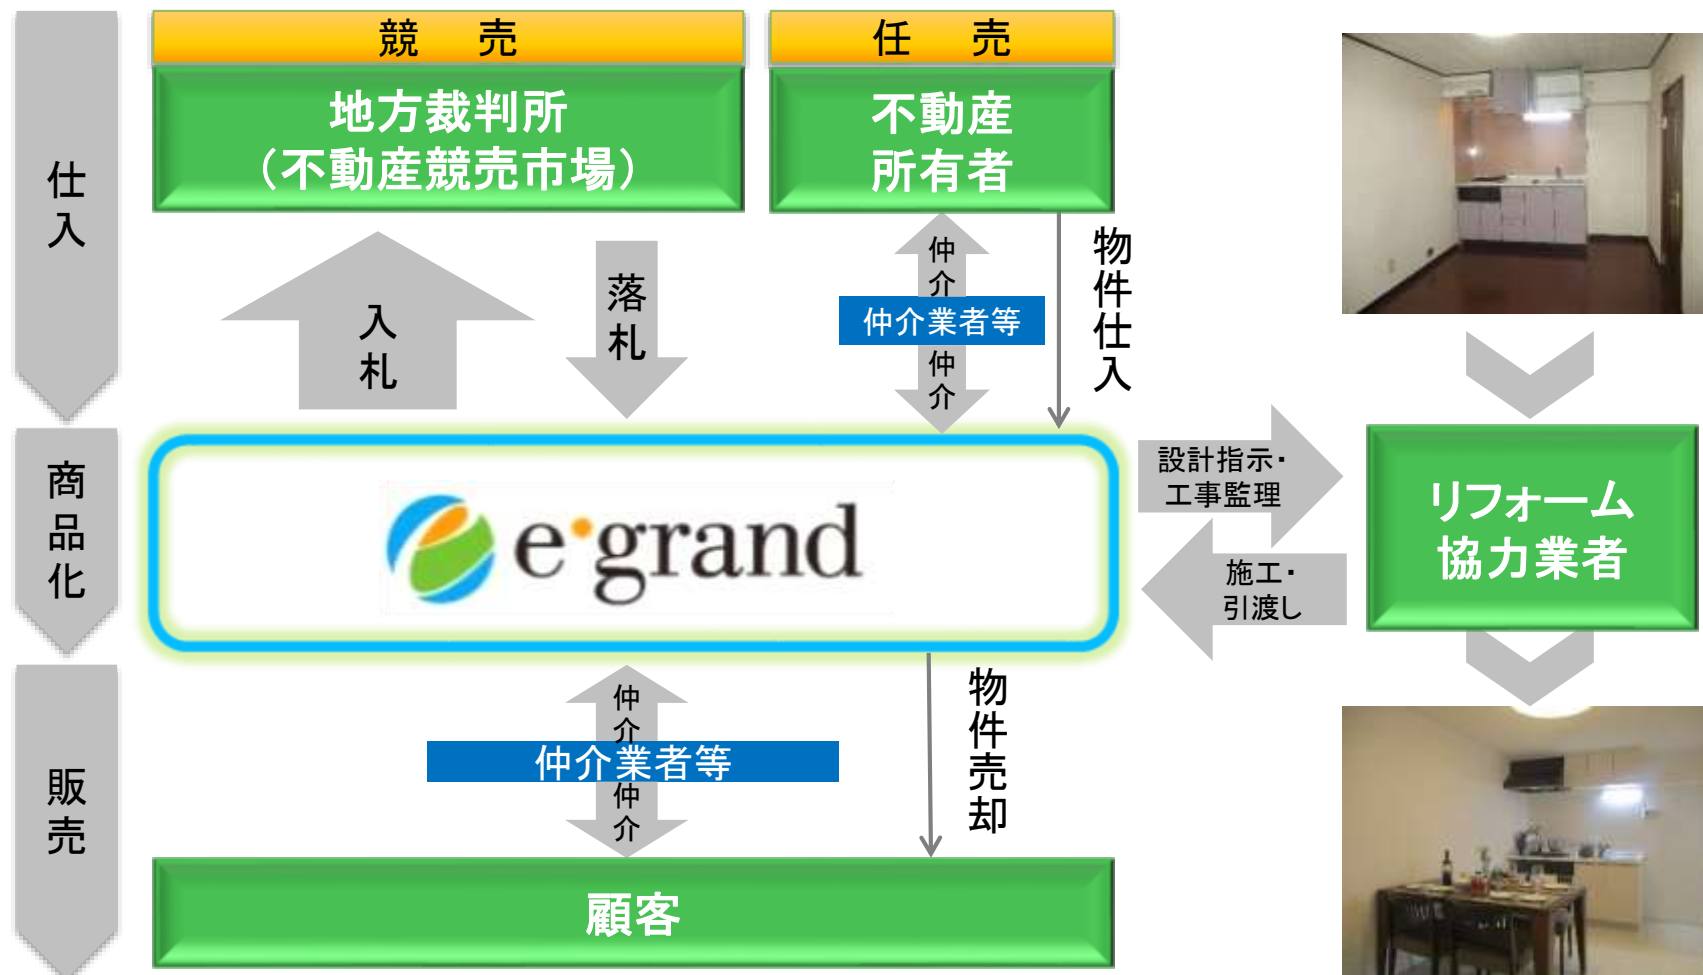 仕入
競 売
地方裁判所
（不動産競売市場）
任 売
不動産
所有者
入札
落札
仲介
仲介業者等
仲介
物件仕入
商品化
e・grand
設計指示・
工事監理
施工・
引渡し
リフォーム
協力業者
販売
仲介
仲介業者等
仲介
物件売却
顧客